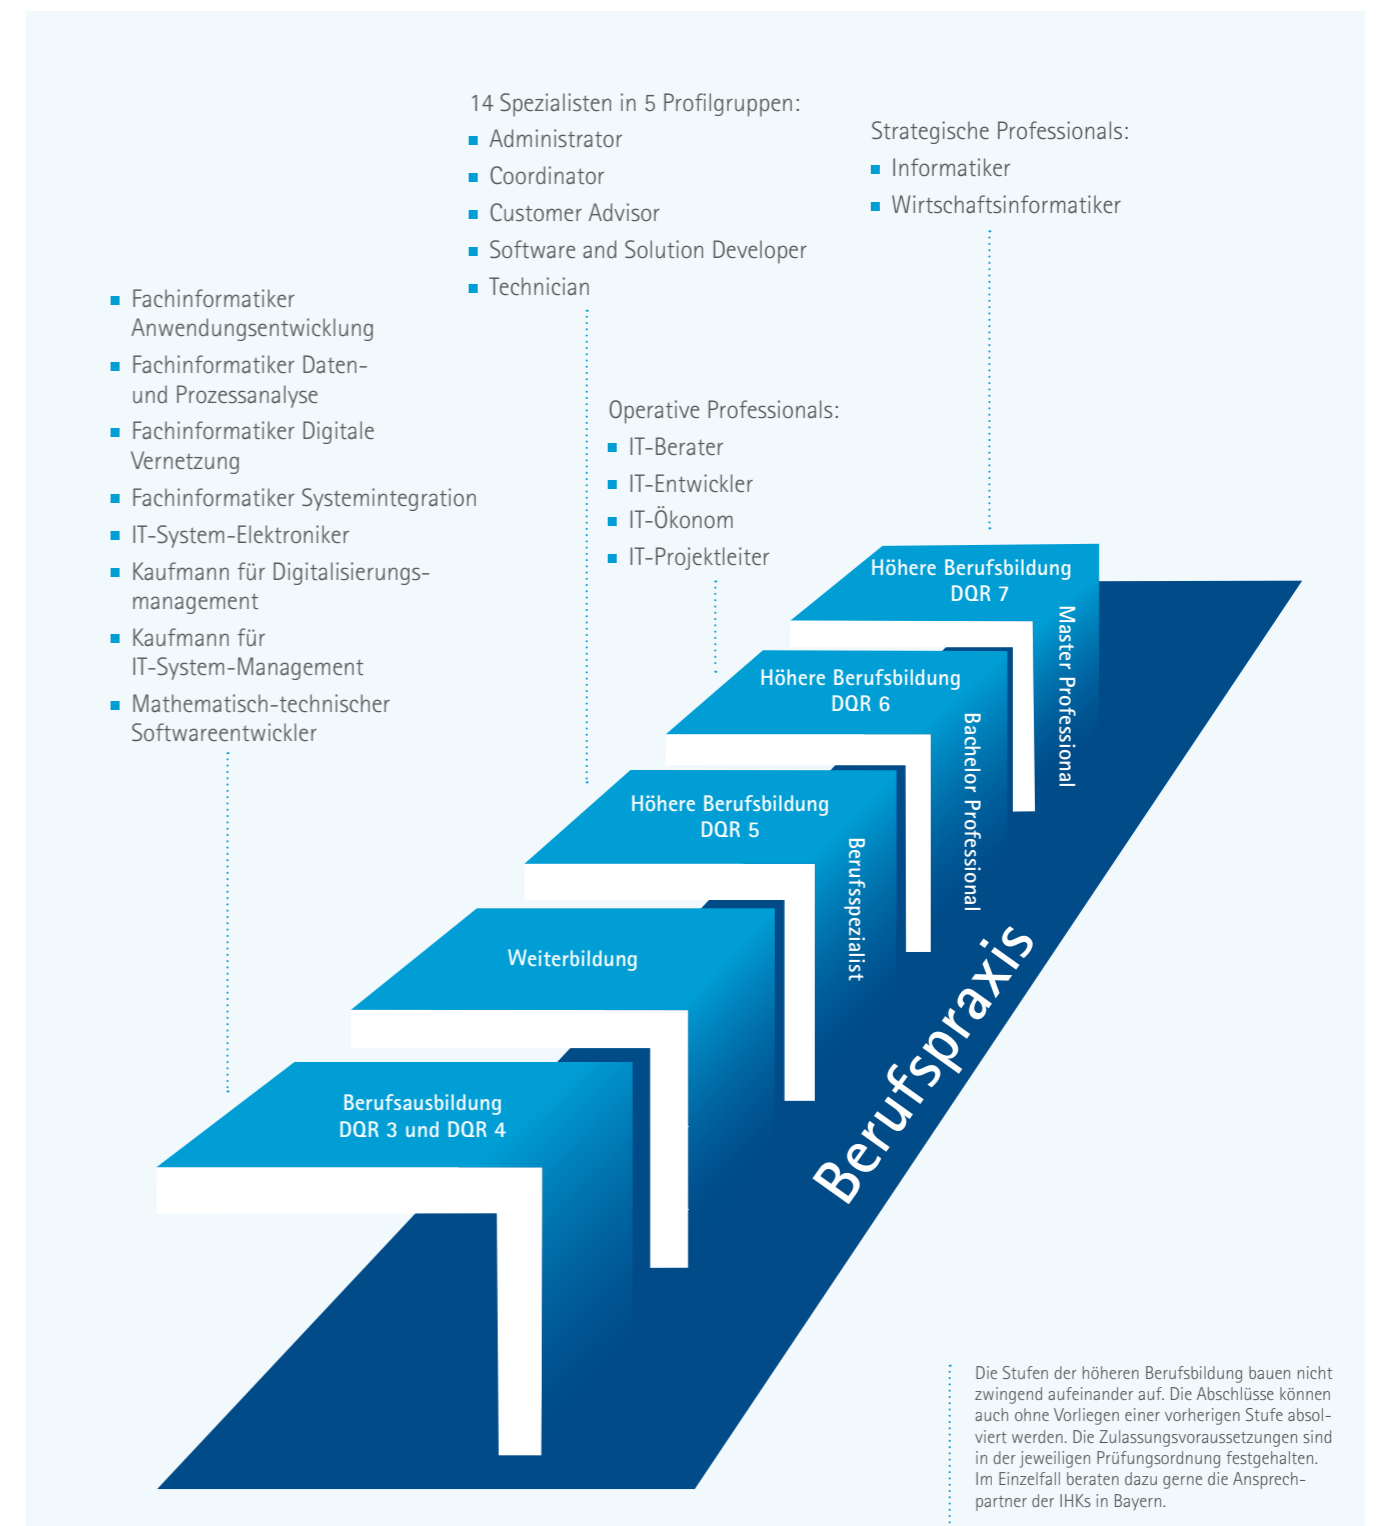 14 Spezialisten in 5 Profilgruppen:
Administrator
Coordinator
Customer Advisor
Software and Solution Developer
Technician
Strategische Professionals:
Informatiker
Wirtschaftsinformatiker
Fachinformatiker
Anwendungsentwicklung
Fachinformatiker Daten-
und Prozessanalyse
Fachinformatiker Digitale
Vernetzung
Fachinformatiker Systemintegration
IT-System-Elektroniker
Kaufmann für Digitalisierungs-
management
Kaufmann für
IT-System-Management
Mathematisch-technischer
Softwareentwickler
Operative Professionals:
IT-Berater
IT-Entwickler
IT-Ökonom
IT-Projektleiter
Höhere Berufsbildung
DQR 7
Master Professional
Höhere Berufsbildung
DQR 6
Bachelor Professional
Höhere Berufsbildung
DQR 5
Berufsspezialist
Weiterbildung
Berufsausbildung
DQR 3 und DQR 4
Berufspraxis
Die Stufen der höheren Berufsbildung bauen nicht
zwingend aufeinander auf. Die Abschlüsse können
auch ohne Vorliegen einer vorherigen Stufe absol-
viert werden. Die Zulassungsvoraussetzungen sind
in der jeweiligen Prüfungsordnung festgehalten.
Im Einzelfall beraten dazu gerne die Ansprech-
partner der IHKs in Bayern.